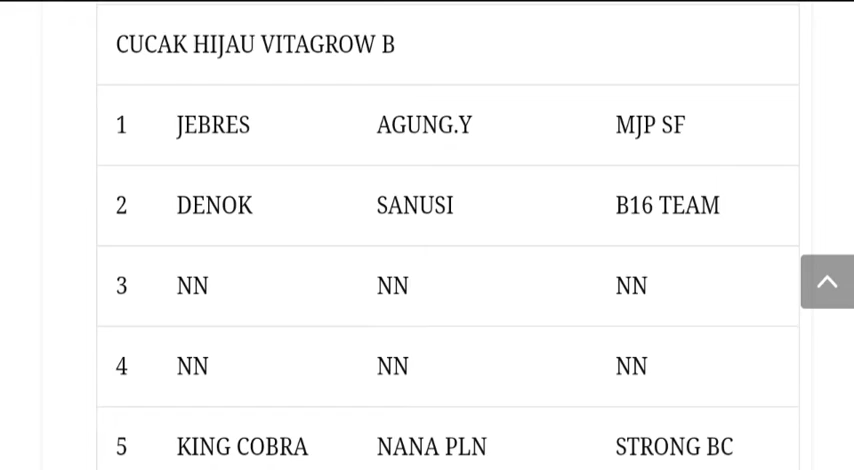 CUCAK HIJAU VITAGROW B
1 JEBRES AGUNG.Y MJP SF
2 DENOK SANUSI B16 TEAM
3 NN NN NN
4 NN NN NN
5 KING COBRA NANA PLN STRONG BC